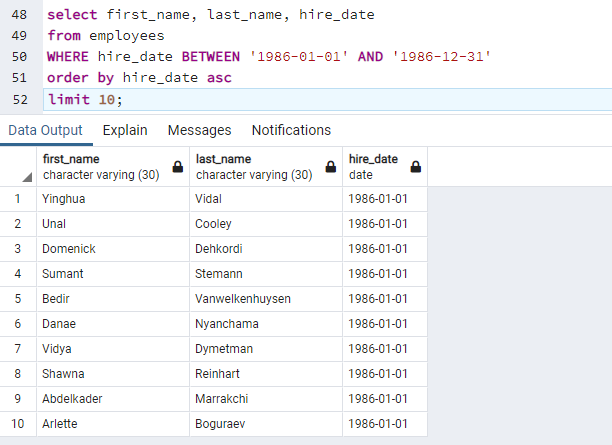 48 select first_name, last_name, hire_date
49 from employees
50 WHERE hire_date BETWEEN '1986-01-01' AND '1986-12-31'
51 order by hire_date asc
52 limit 10;
Data Output Explain Messages Notifications
first_name last_name hire_date
character varying (30) character varying (30) date
1 Yinghua Vidal 1986-01-01
2 Unal Cooley 1986-01-01
3 Domenick Dehkordi 1986-01-01
4 Sumant Stemann 1986-01-01
5 Bedir Vanwelkenhuysen 1986-01-01
6 Danae Nyanchama 1986-01-01
7 Vidya Dymetman 1986-01-01
8 Shawna Reinhart 1986-01-01
9 Abdelkader Marrakchi 1986-01-01
10 Arlette Boguraev 1986-01-01